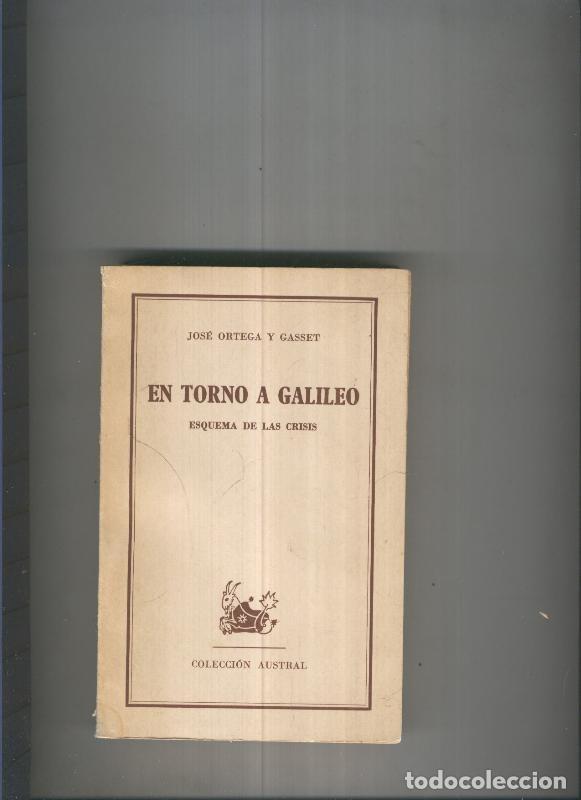 JOSÉ ORTEGA Y GASSET
EN TORNO A GALILEO
ESQUEMA DE LAS CRISIS
COLECCIÓN AUSTRAL
todocoleccion